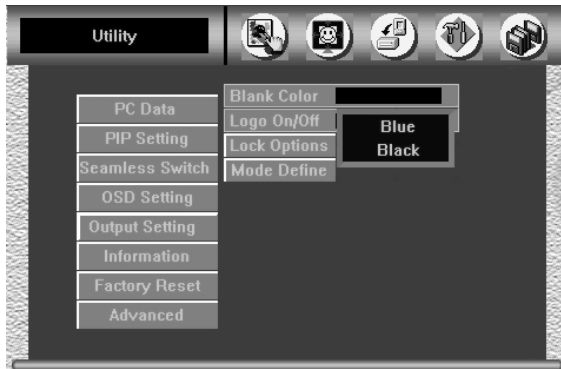 Utility
PC Data
PIP Setting
Seamless Switch
OSD Setting
Output Setting
Information
Factory Reset
Advanced
Blank Color
Logo On/Off
Lock Options
Mode Define
Blue
Black